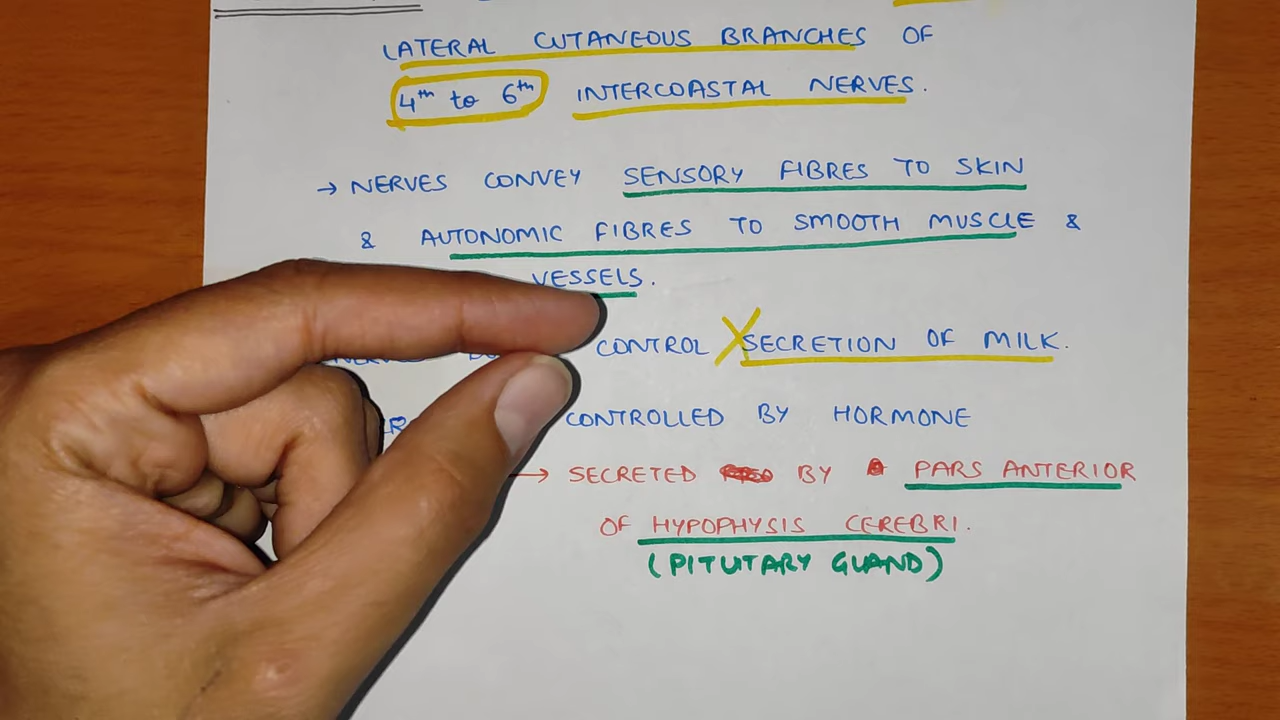 LATERAL CUTANEOUS BRANCHES OF
4th to 6th INTERCOASTAL NERVES.
→ NERVES CONVEY SENSORY FIBRES TO SKIN
& AUTONOMIC FIBRES TO SMOOTH MUSCLE &
VESSELS.
CONTROL SECRETION OF MILK.
CONTROLLED BY HORMONE
→ SECRETED BY PARS ANTERIOR
OF HYPOPHYSIS CEREBRI.
(PITUITARY GLAND)